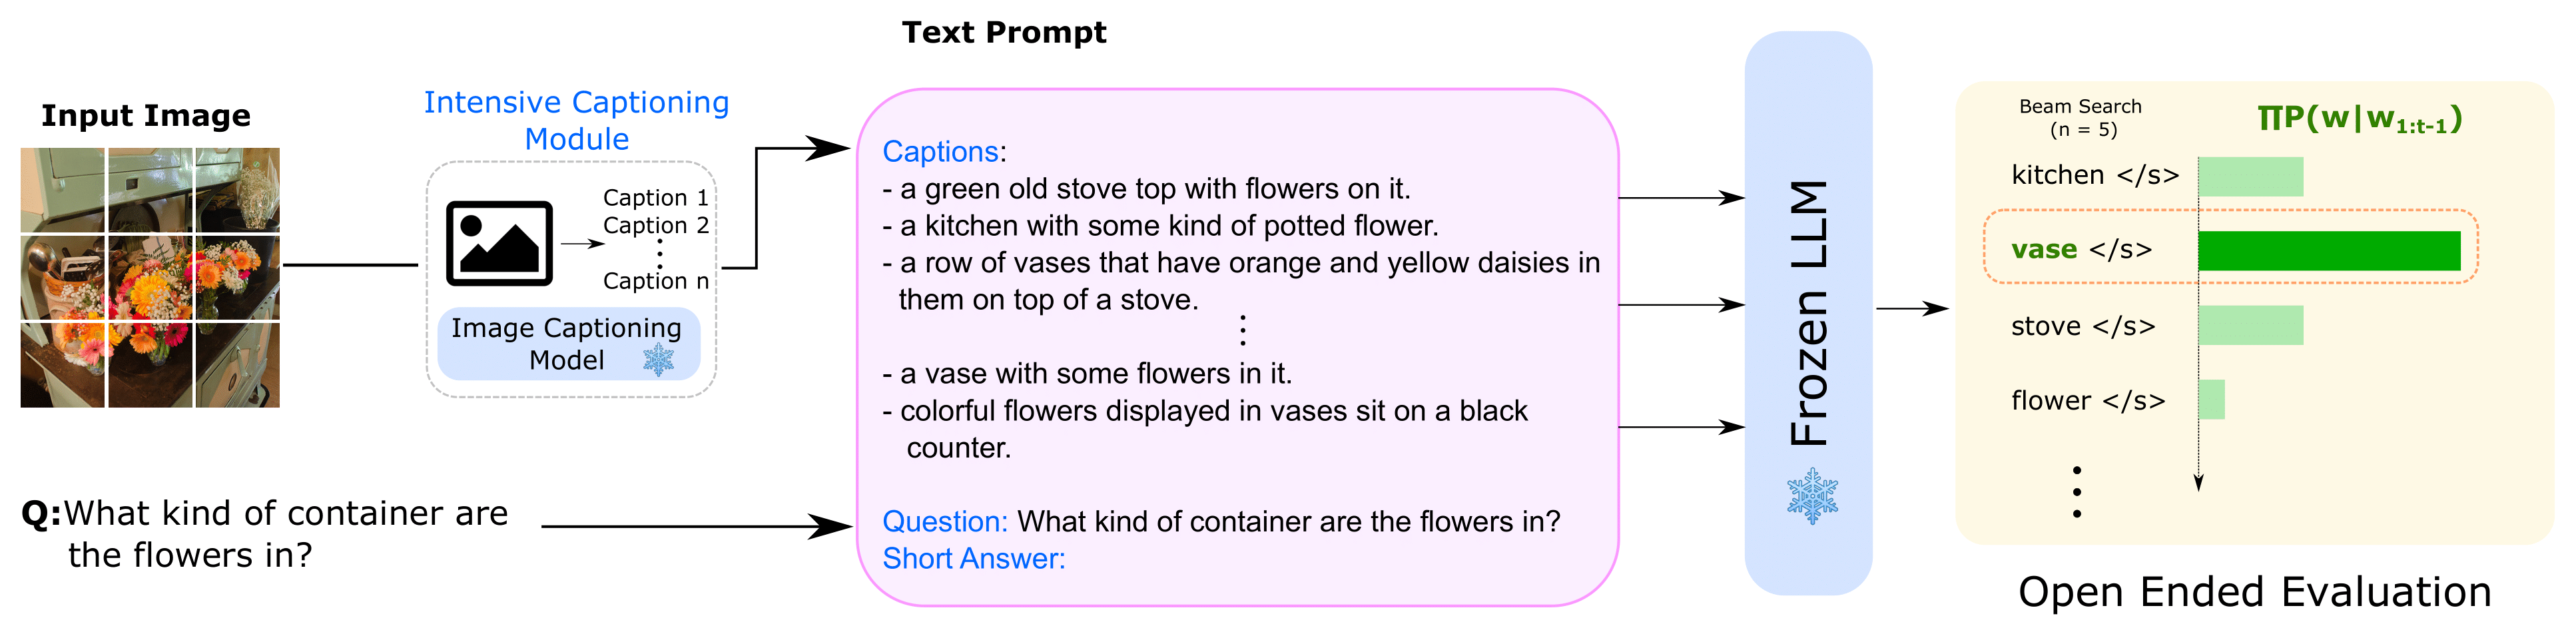 Text Prompt
Input Image
Intensive Captioning
Module
Caption 1
Caption 2
Caption n
Image Captioning
Model
Q:What kind of container are
the flowers in?
Captions:
- a green old stove top with flowers on it.
- a kitchen with some kind of potted flower.
- a row of vases that have orange and yellow daisies in
them on top of a stove.
- a vase with some flowers in it.
- colorful flowers displayed in vases sit on a black
counter.
Question: What kind of container are the flowers in?
Short Answer:
Frozen LLM
Beam Search
(n = 5)
ΠP(w|w1:t-1)
kitchen </s>
vase </s>
stove </s>
flower </s>
Open Ended Evaluation